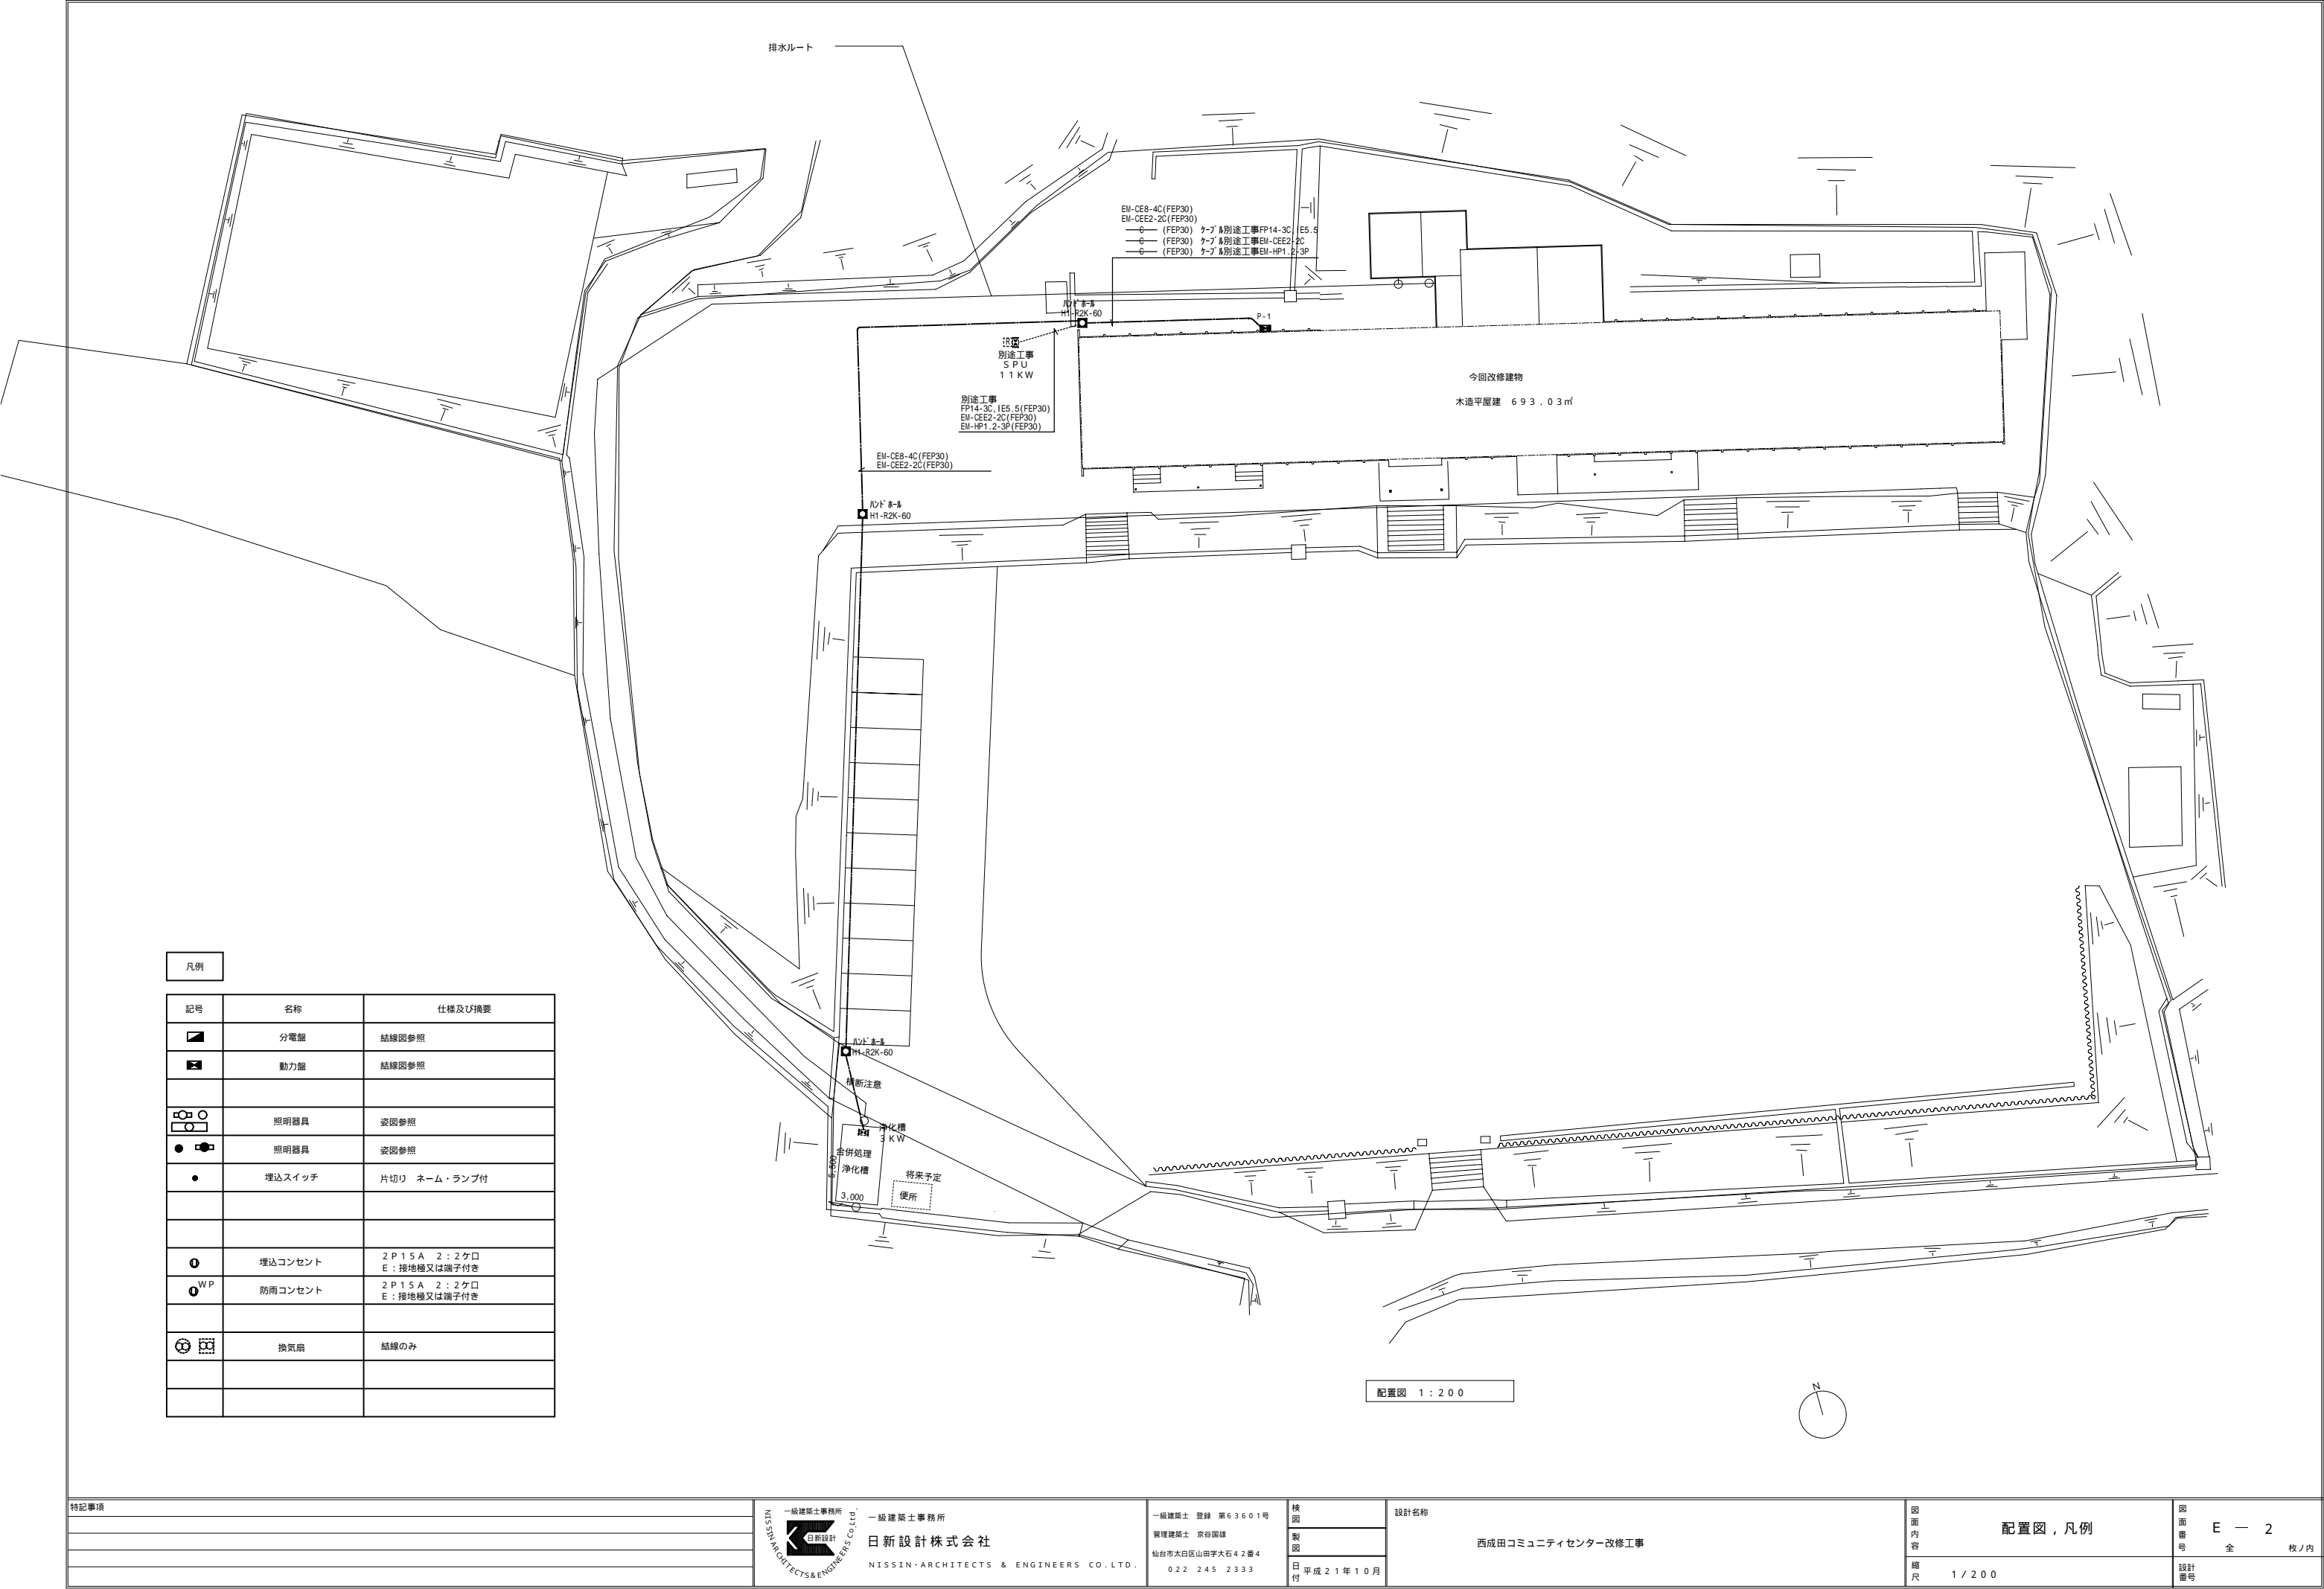 排水ルート
EM-CE8-4C(FEP30)
EM-CEE2-2C(FEP30)
C (FEP30) ケーブル別途工事FP14-3C,IE5.5
C (FEP30) ケーブル別途工事EM-CEE2-2C
C (FEP30) ケーブル別途工事EM-HP1.2-3P
ハンドホール
H1-R2K-60
P-1
別途工事
SPU
11KW
今回改修建物
木造平屋建 693.03㎡
別途工事
FP14-3C,IE5.5(FEP30)
EM-CEE2-2C(FEP30)
EM-HP1.2-3P(FEP30)
EM-CE8-4C(FEP30)
EM-CEE2-2C(FEP30)
ハンドホール
H1-R2K-60
ハンドホール
H1-R2K-60
横断注意
浄化槽
3KW
合併処理
浄化槽
3,000
将来予定
便所
凡例
記号 名称 仕様及び摘要
分電盤 結線図参照
動力盤 結線図参照
照明器具 姿図参照
照明器具 姿図参照
埋込スイッチ 片切り ネーム・ランプ付
埋込コンセント 2P15A 2:2ケ口
E:接地極又は端子付き
WP 防雨コンセント 2P15A 2:2ケ口
E:接地極又は端子付き
換気扇 結線のみ
配置図 1:200
N
特記事項
一級建築士事務所
日新設計
NISSIN ARCHITECTS&ENGINEERS Co,Ltd.
一級建築士事務所
日新設計株式会社
NISSIN・ARCHITECTS & ENGINEERS CO.LTD.
一級建築士 登録 第63601号
管理建築士 京谷国雄
仙台市太白区山田字大石42番4
022 245 2333
検図
製図
日付 平成21年10月
設計名称
西成田コミュニティセンター改修工事
図面内容 配置図,凡例
縮尺 1/200
図面番号 E — 2
全 枚ノ内
設計番号